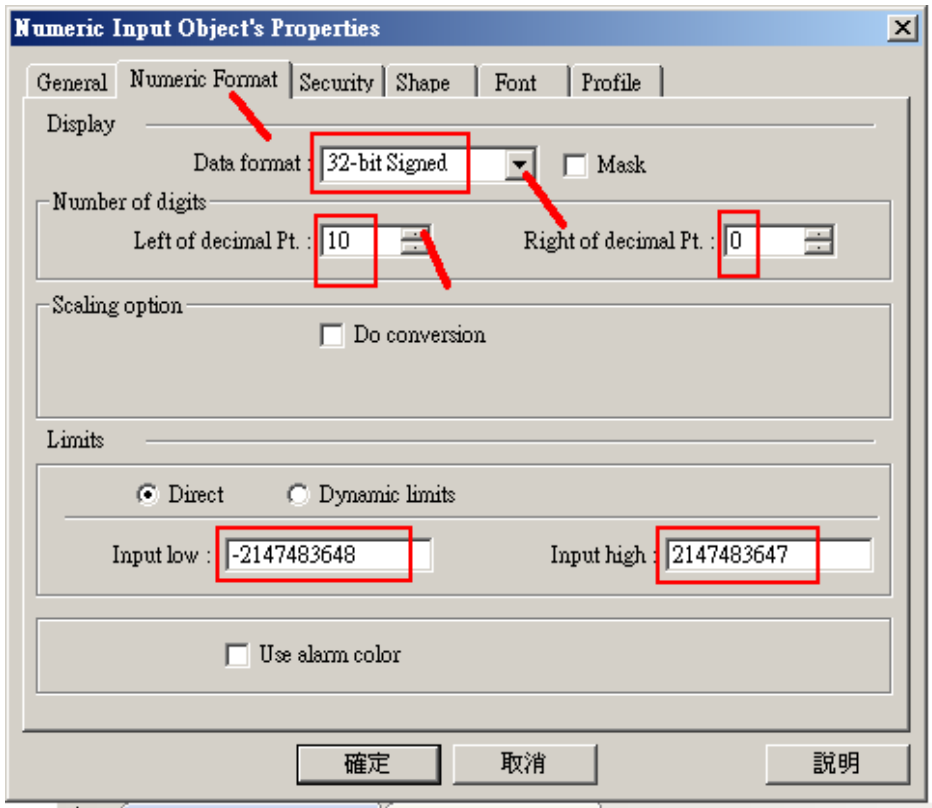 Numeric Input Object's Properties
General Numeric Format Security Shape Font Profile
Display
Data format : 32-bit Signed Mask
Number of digits
Left of decimal Pt. : 10 Right of decimal Pt. : 0
Scaling option
Do conversion
Limits
Direct Dynamic limits
Input low : -2147483648 Input high : 2147483647
Use alarm color
確定 取消 說明